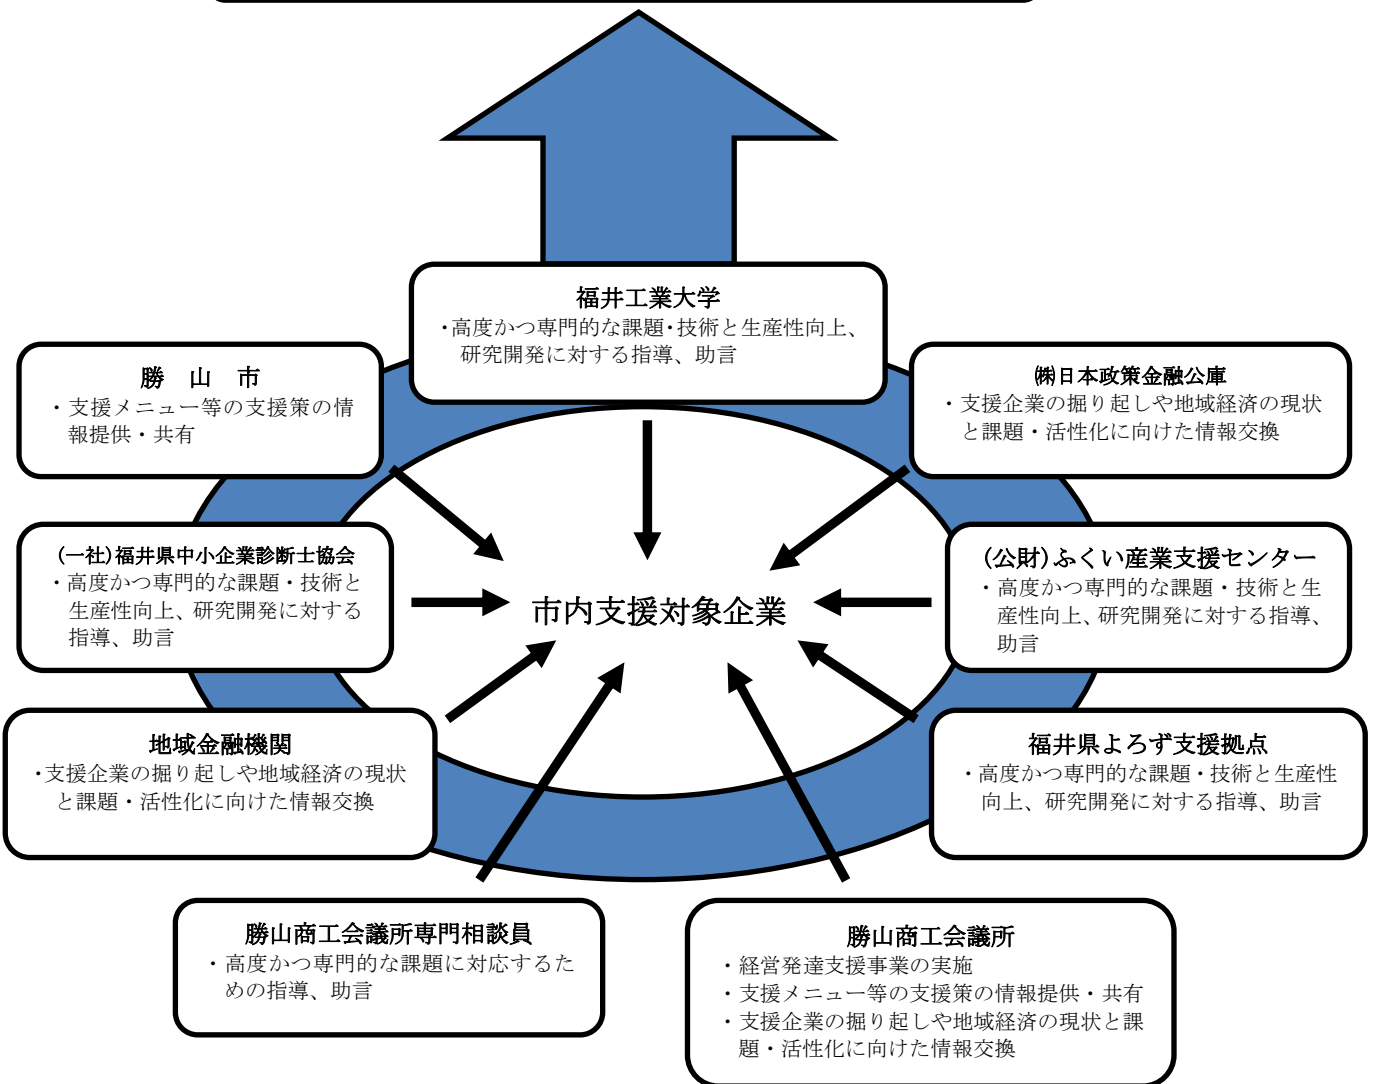 福井工業大学
・高度かつ専門的な課題・技術と生産性向上、
研究開発に対する指導、助言
勝　山　市
・支援メニュー等の支援策の情
報提供・共有
㈱日本政策金融公庫
・支援企業の掘り起しや地域経済の現状
と課題・活性化に向けた情報交換
(一社)福井県中小企業診断士協会
・高度かつ専門的な課題・技術と
生産性向上、研究開発に対する
指導、助言
市内支援対象企業
(公財)ふくい産業支援センター
・高度かつ専門的な課題・技術と生
産性向上、研究開発に対する指導、
助言
地域金融機関
・支援企業の掘り起しや地域経済の現状
と課題・活性化に向けた情報交換
福井県よろず支援拠点
・高度かつ専門的な課題・技術と生産性
向上、研究開発に対する指導、助言
勝山商工会議所専門相談員
・高度かつ専門的な課題に対応するた
めの指導、助言
勝山商工会議所
・経営発達支援事業の実施
・支援メニュー等の支援策の情報提供・共有
・支援企業の掘り起しや地域経済の現状と課
題・活性化に向けた情報交換